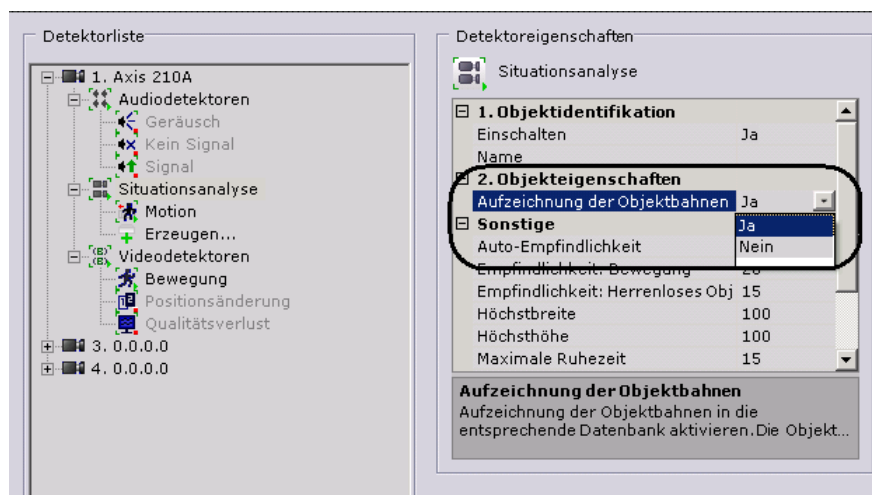 Detektorliste
1. Axis 210A
Audiodetektoren
Geräusch
Kein Signal
Signal
Situationsanalyse
Motion
Erzeugen...
Videodetektoren
Bewegung
Positionsänderung
Qualitätsverlust
3. 0.0.0.0
4. 0.0.0.0
Detektoreigenschaften
Situationsanalyse
1. Objektidentifikation
Einschalten Ja
Name
2. Objekteigenschaften
Aufzeichnung der Objektbahnen Ja
Ja
Nein
Sonstige
Auto-Empfindlichkeit
Empfindlichkeit: Bewegung 20
Empfindlichkeit: Herrenloses Obj 15
Höchstbreite 100
Höchsthöhe 100
Maximale Ruhezeit 15
Aufzeichnung der Objektbahnen
Aufzeichnung der Objektbahnen in die
entsprechende Datenbank aktivieren.Die Objekt...